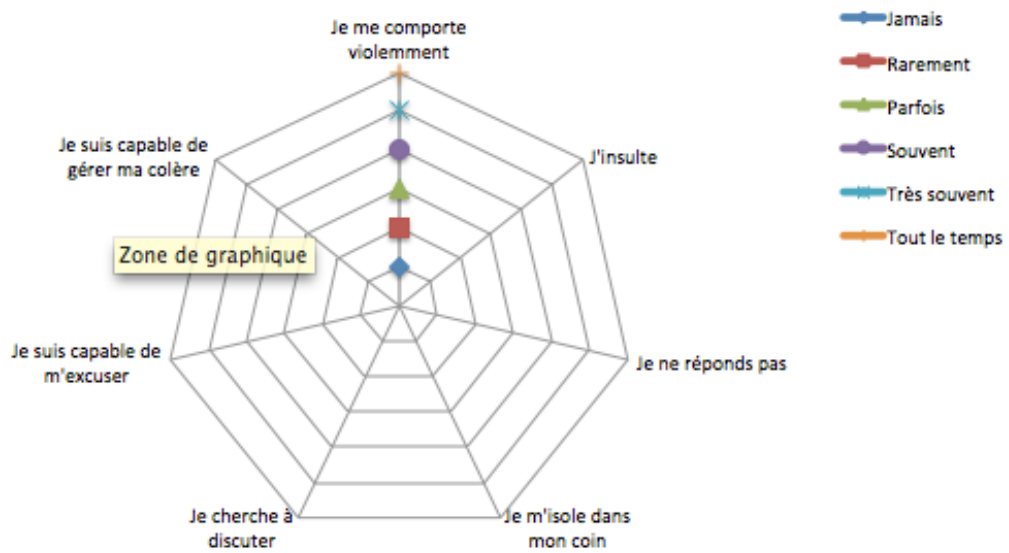 Je me comporte
violemment
J'insulte
Je ne réponds pas
Je m'isole dans
mon coin
Je cherche à
discuter
Je suis capable de
m'excuser
Je suis capable de
gérer ma colère
Zone de graphique
Jamais
Rarement
Parfois
Souvent
Très souvent
Tout le temps